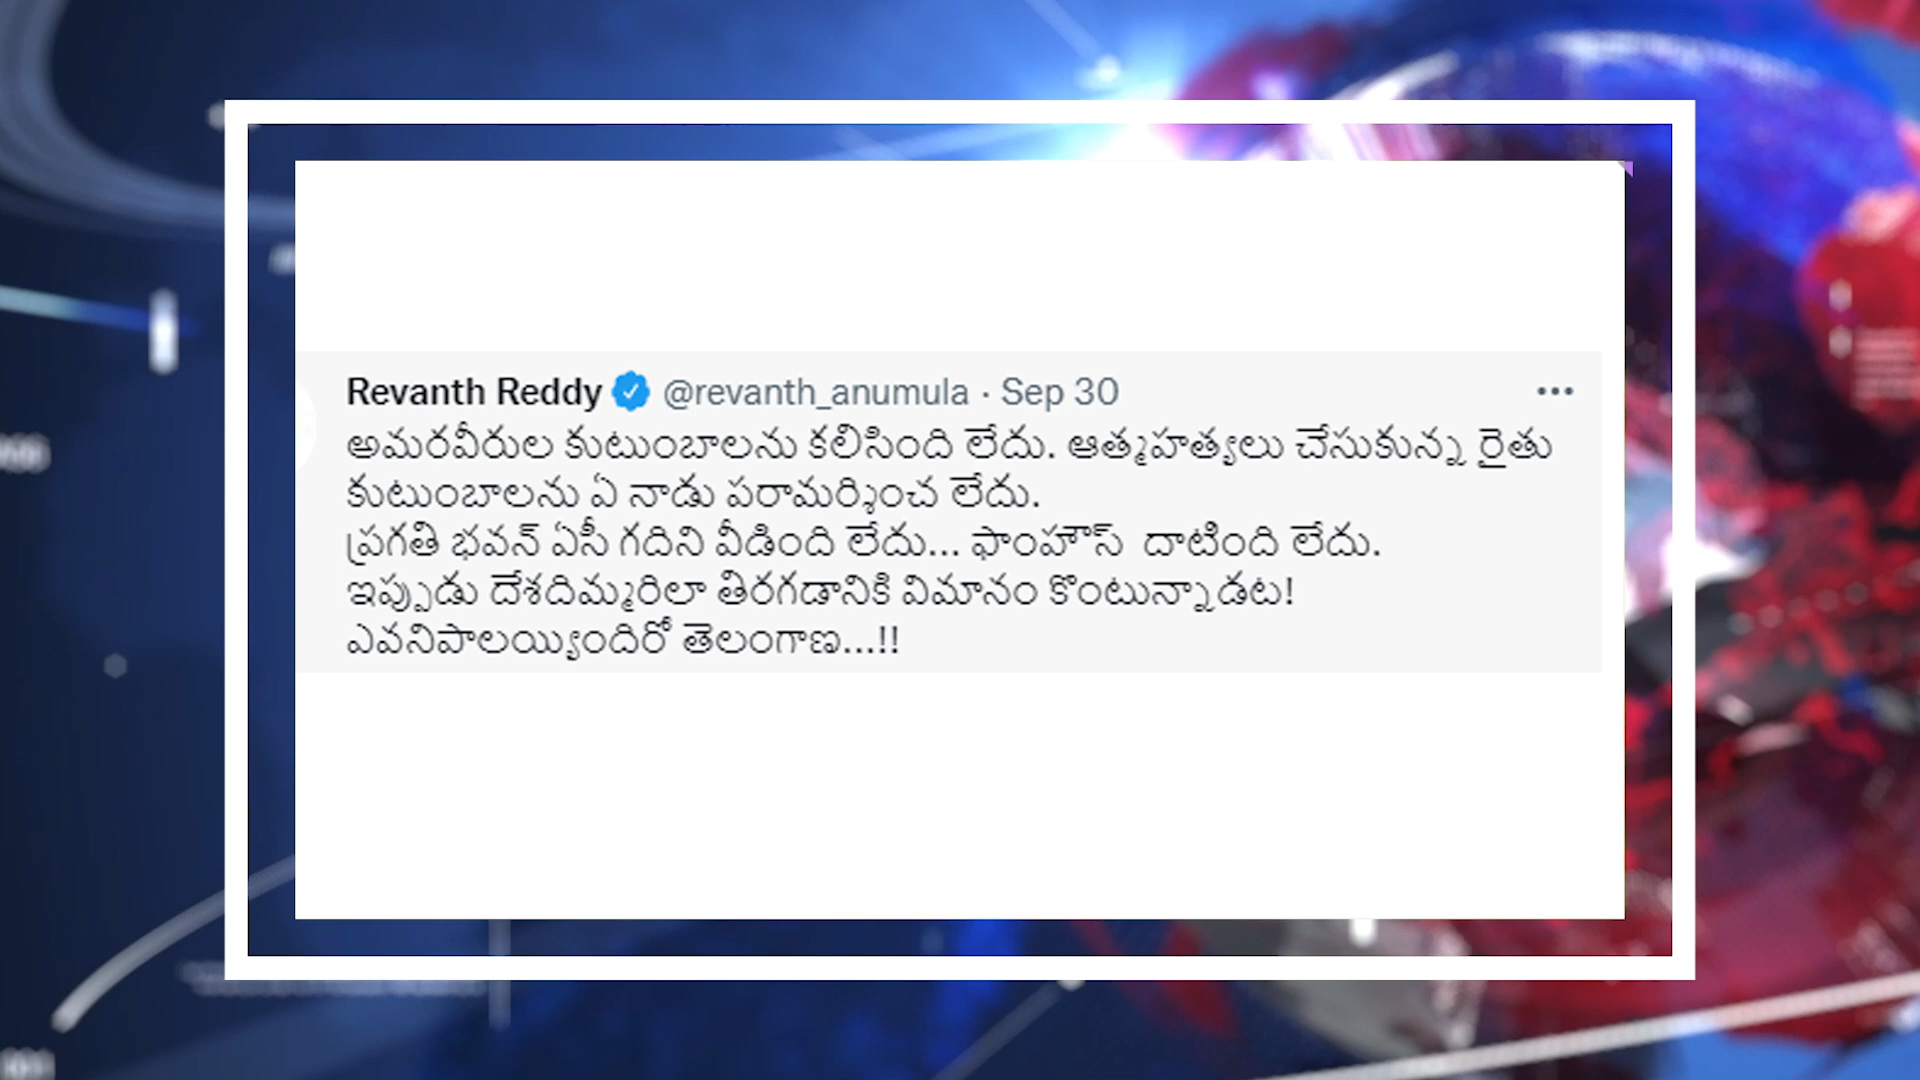 Revanth Reddy @revanth_anumula · Sep 30
అమరవీరుల కుటుంబాలను కలిసింది లేదు. ఆత్మహత్యలు చేసుకున్న రైతు
కుటుంబాలను ఏ నాడు పరామర్శించ లేదు.
ప్రగతి భవన్ ఏసీ గదిని వీడింది లేదు... ఫాంహౌస్ దాటింది లేదు.
ఇప్పుడు దేశదిమ్మరిలా తిరగడానికి విమానం కొంటున్నాడట!
ఎవనిపాలయ్యిందిరో తెలంగాణ...!!